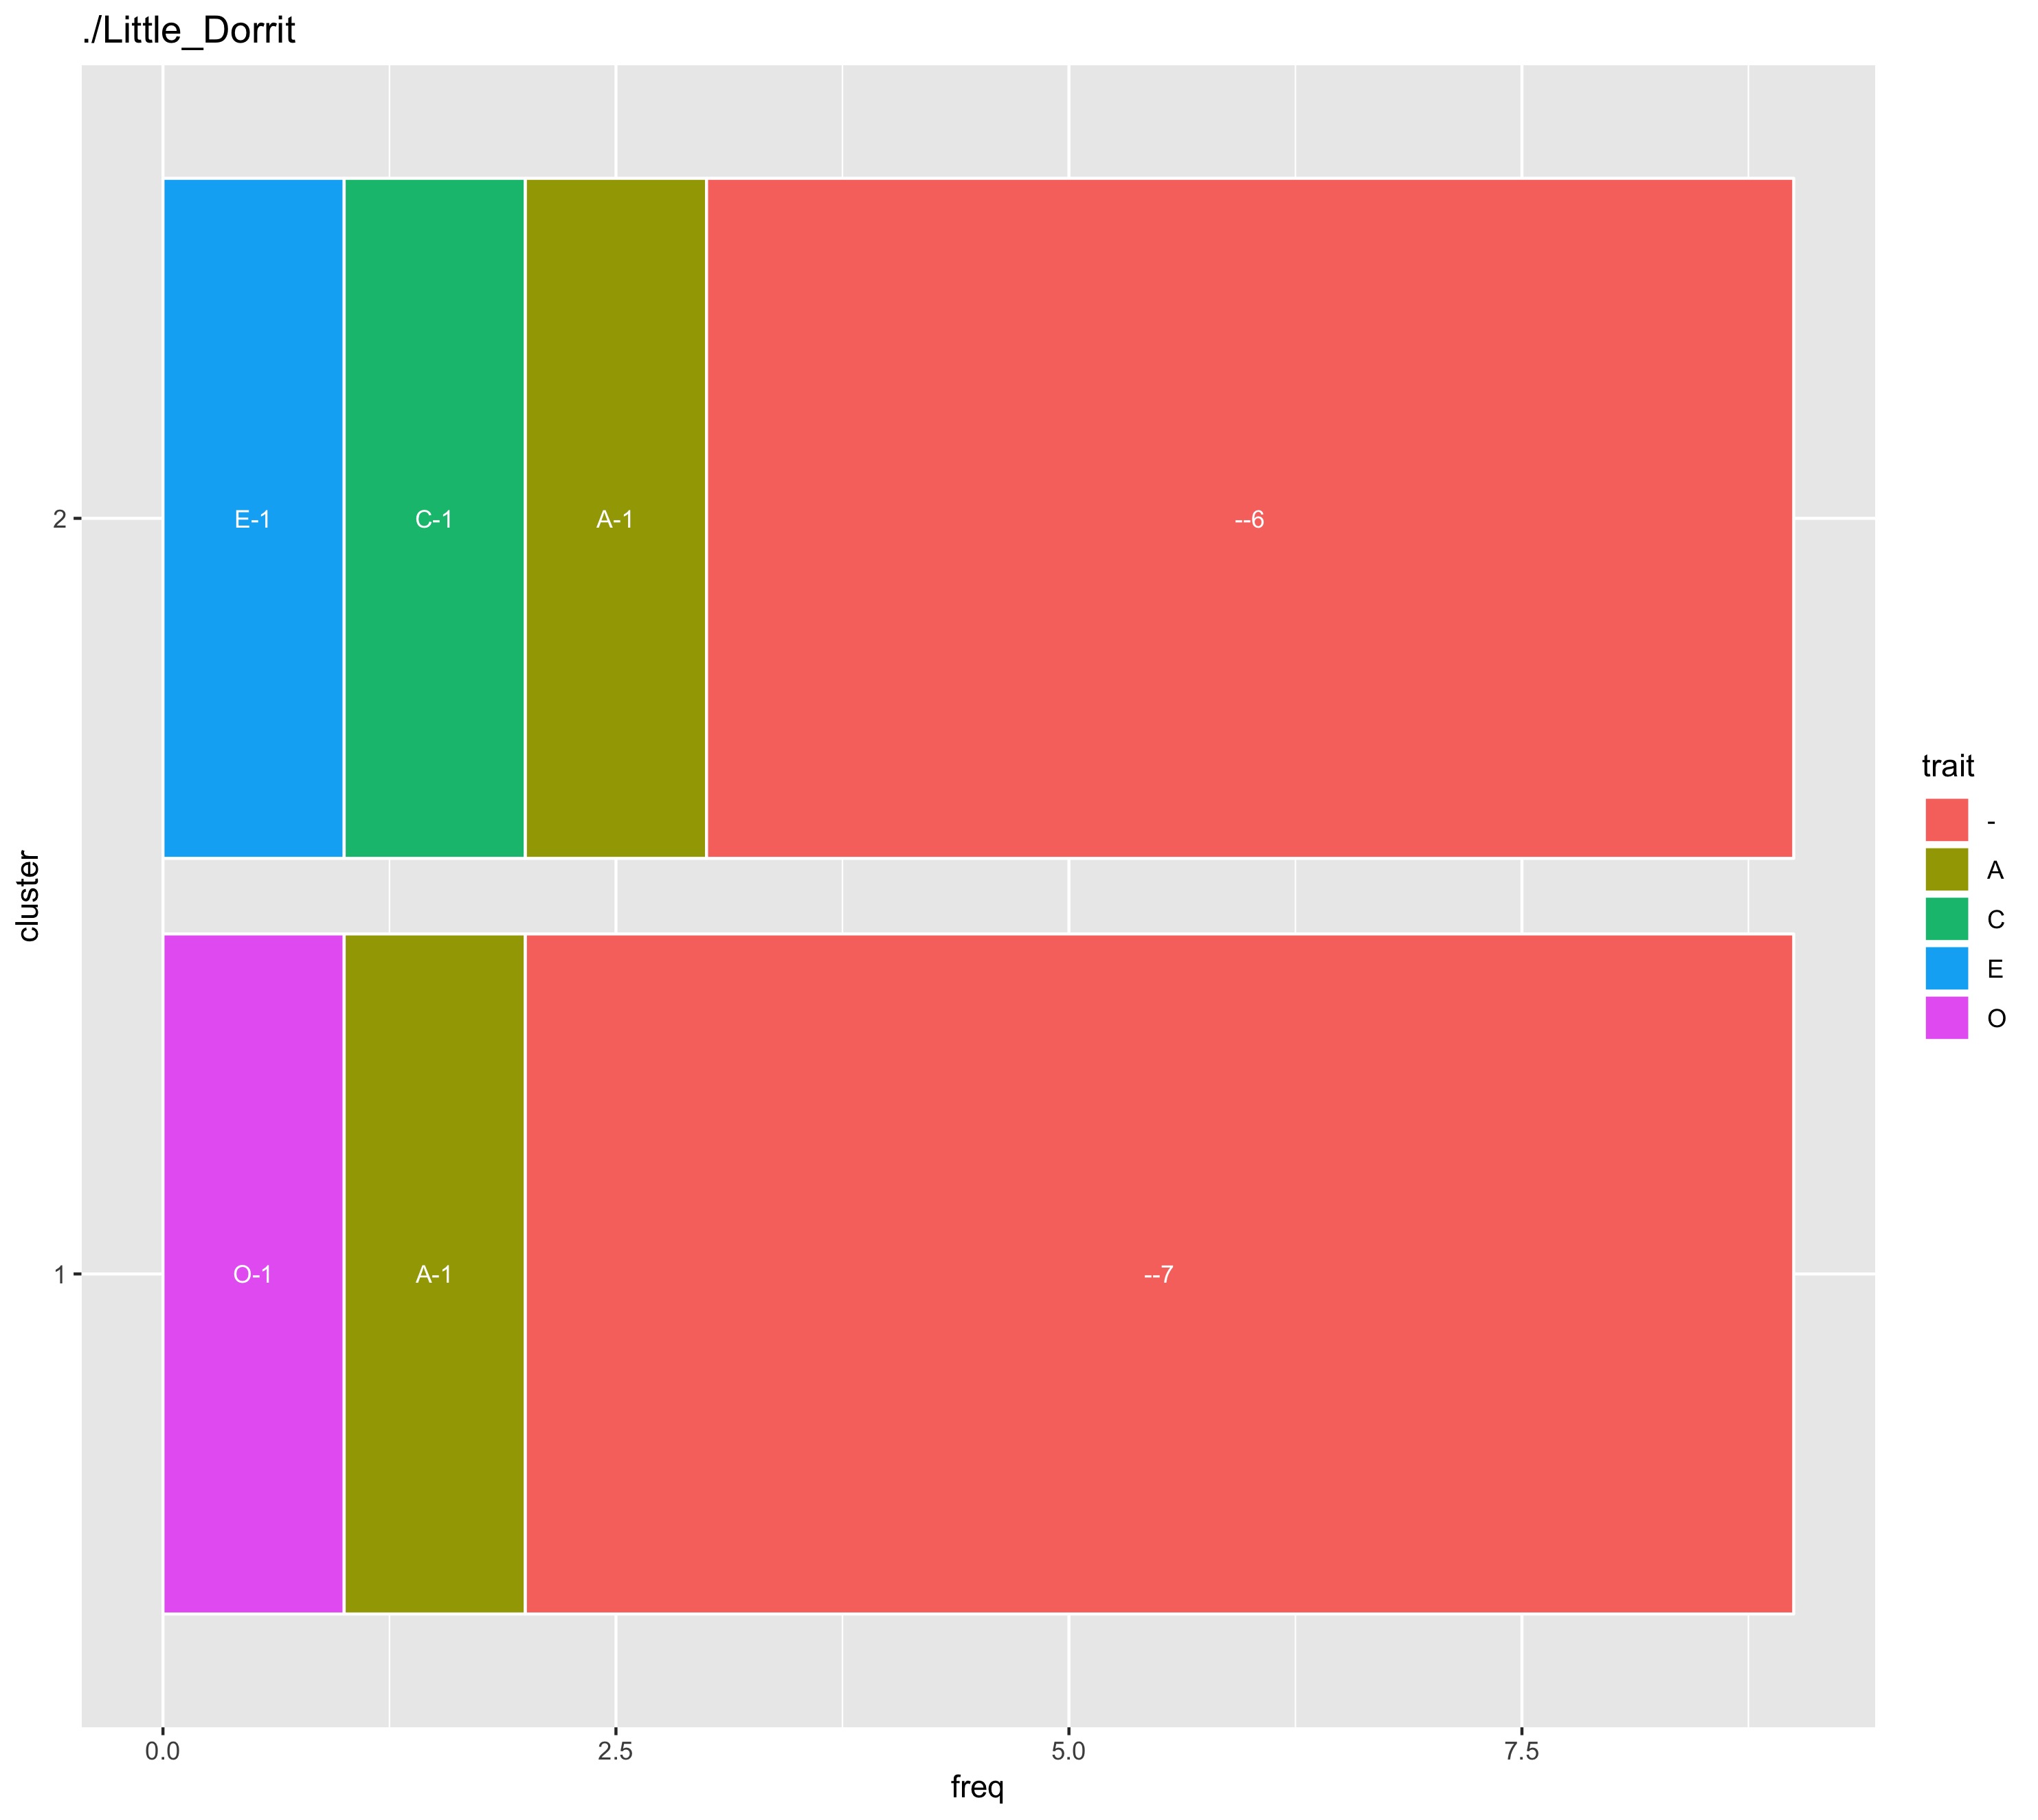 ./Little_Dorrit
2
E-1 C-1 A-1 --6
cluster
1
O-1 A-1 --7
0.0 2.5 5.0 7.5
freq
trait
-
A
C
E
O